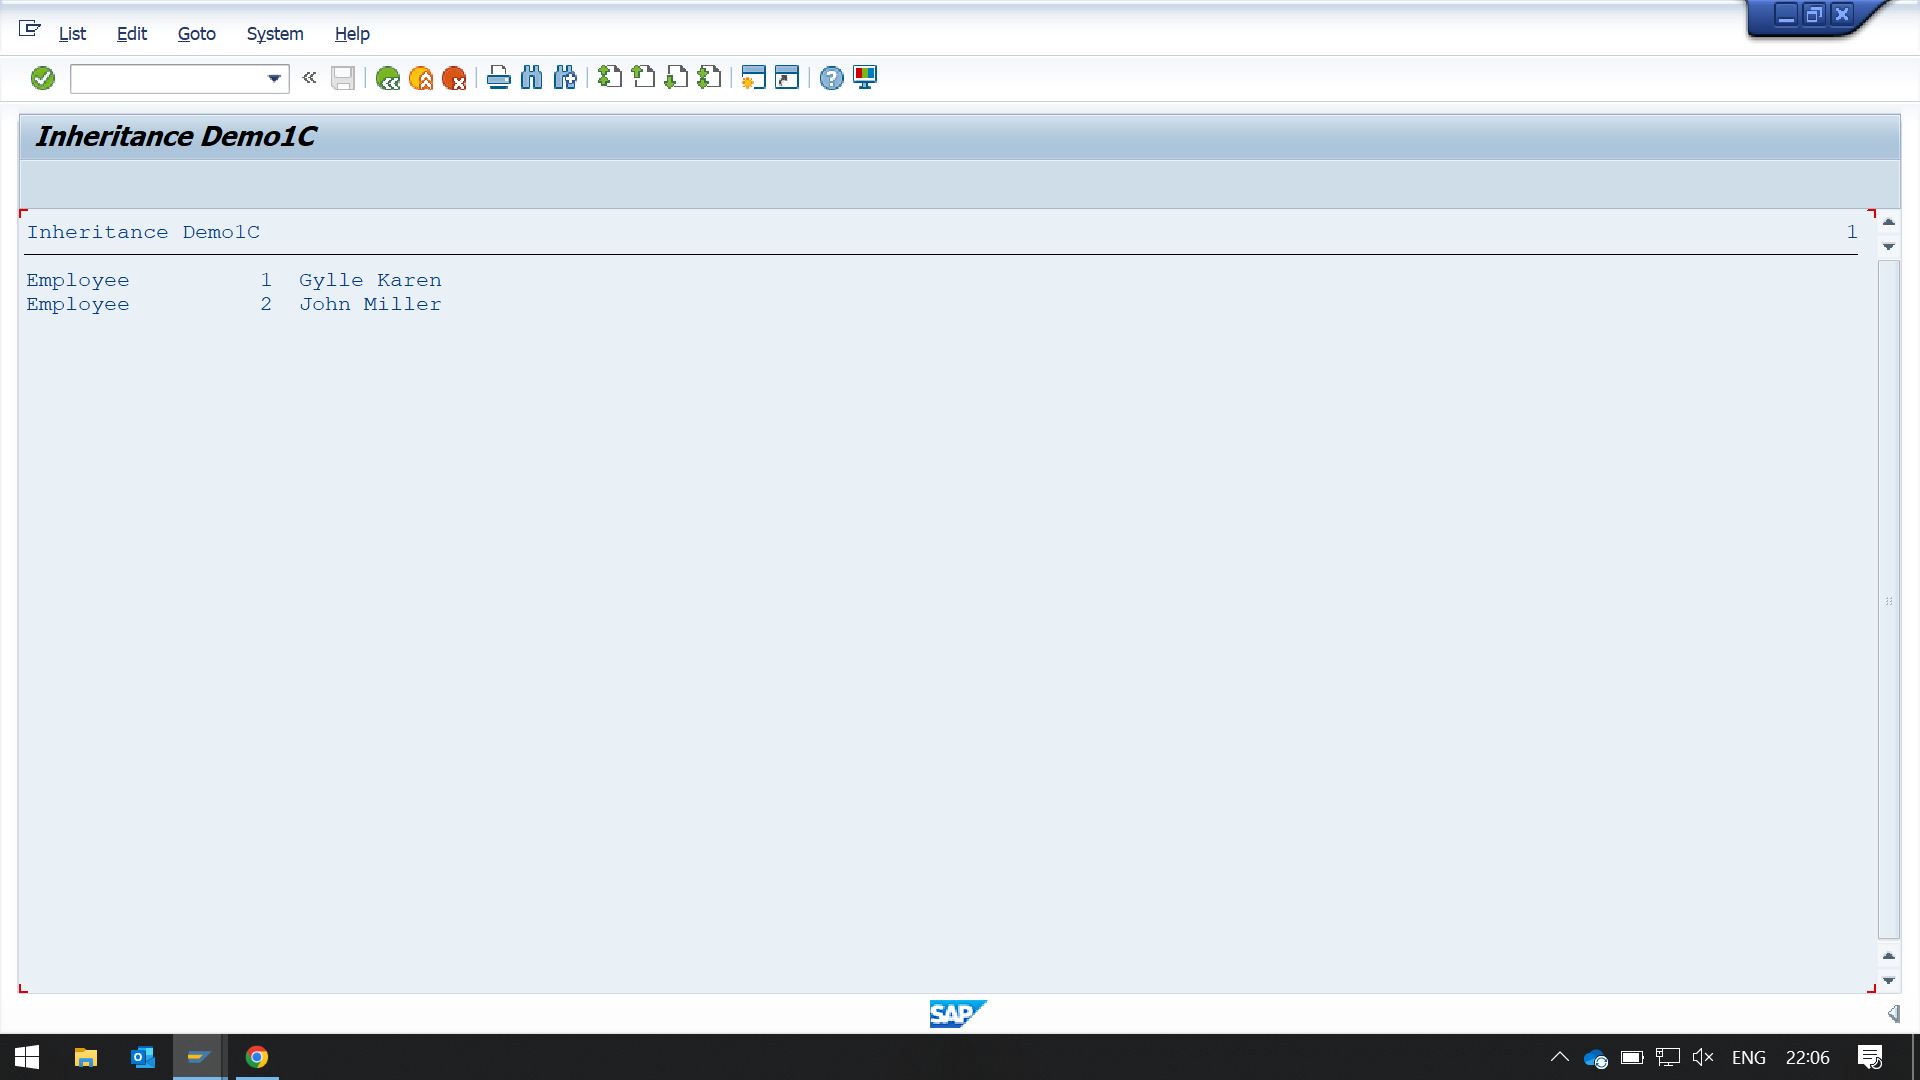 List Edit Goto System Help
Inheritance Demo1C
Inheritance Demo1C 1
Employee 1 Gylle Karen
Employee 2 John Miller
SAP
ENG 22:06